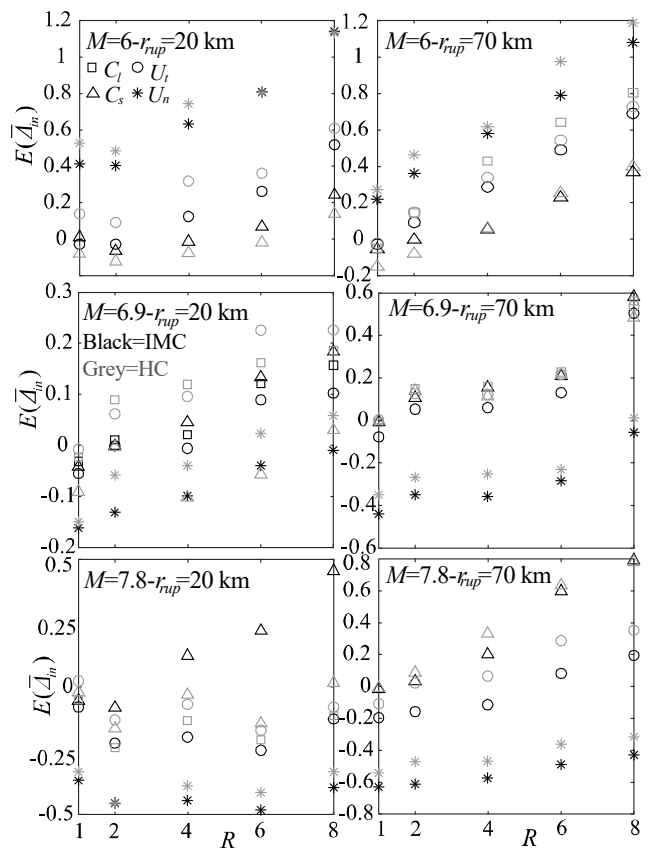 1.2
1
0.8
0.6
0.4
0.2
0
E(Δ̅in)
M=6-rrup=20 km
Cl Ut
Cs Un
1.2
1
0.8
0.6
0.4
0.2
0
-0.2
M=6-rrup=70 km
0.3
0.2
0.1
0
-0.1
-0.2
E(Δ̅in)
M=6.9-rrup=20 km
Black=IMC
Grey=HC
0.6
0.4
0.2
0
-0.2
-0.4
-0.6
M=6.9-rrup=70 km
0.5
0.25
0
-0.25
-0.5
E(Δ̅in)
M=7.8-rrup=20 km
1 2 4 6 8
R
0.8
0.6
0.4
0.2
0
-0.2
-0.4
-0.6
-0.8
M=7.8-rrup=70 km
1 2 4 6 8
R